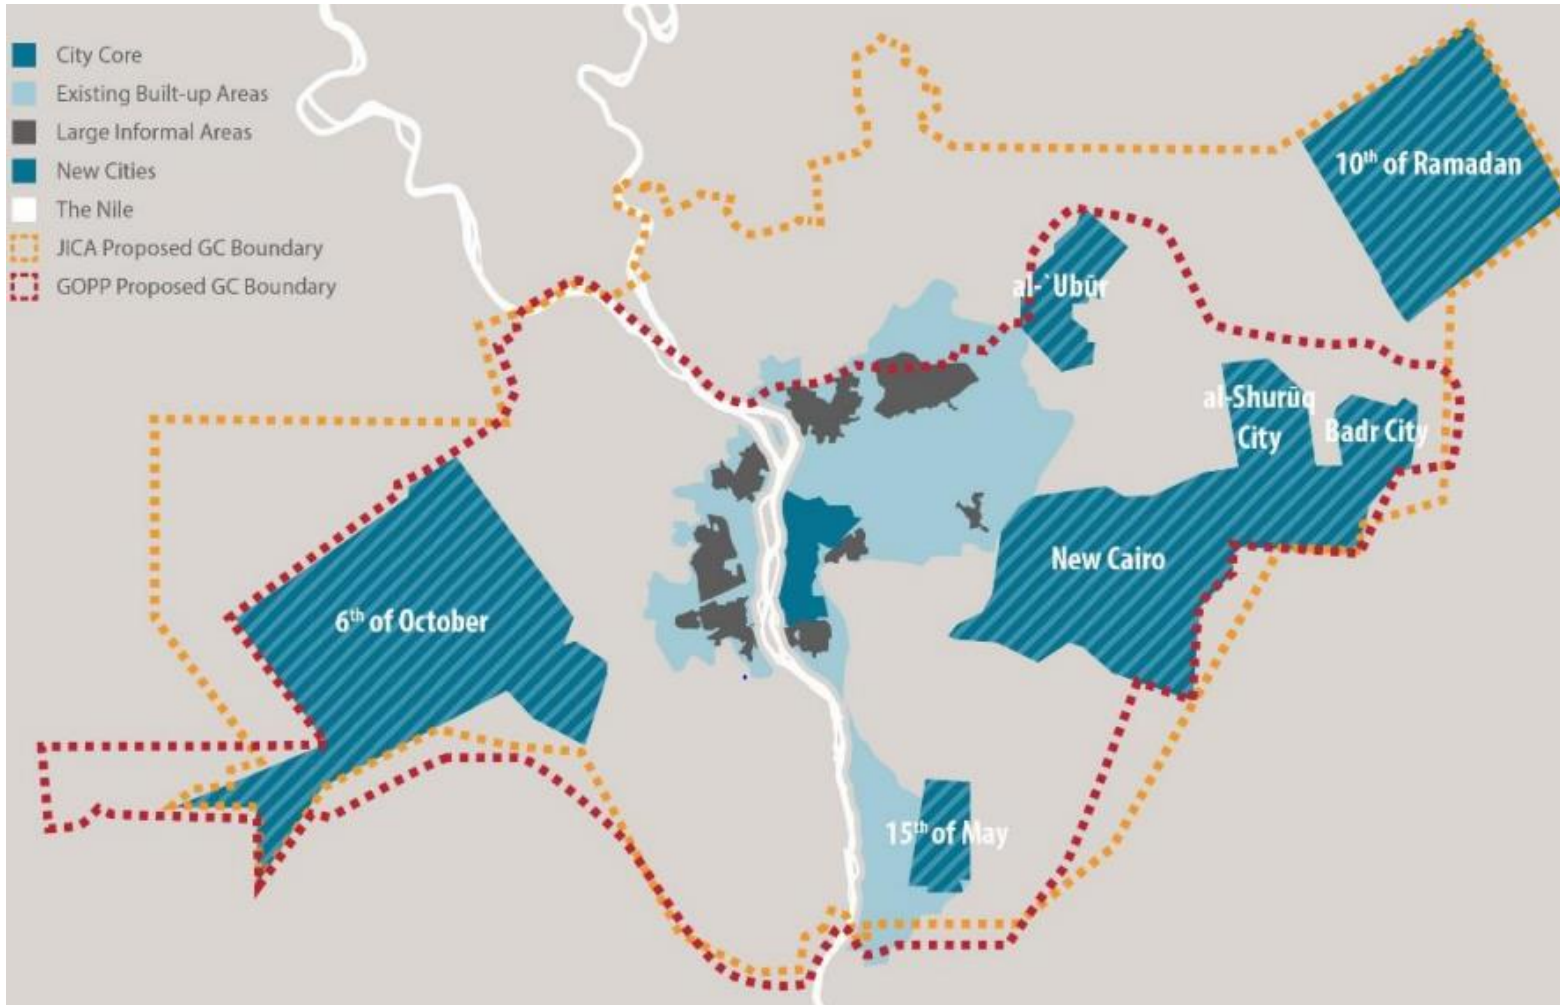 City Core
Existing Built-up Areas
Large Informal Areas
New Cities
The Nile
JICA Proposed GC Boundary
GOPP Proposed GC Boundary
10th of Ramadan
al-`Ubūr
al-Shurūq
City
Badr City
New Cairo
6th of October
15th of May